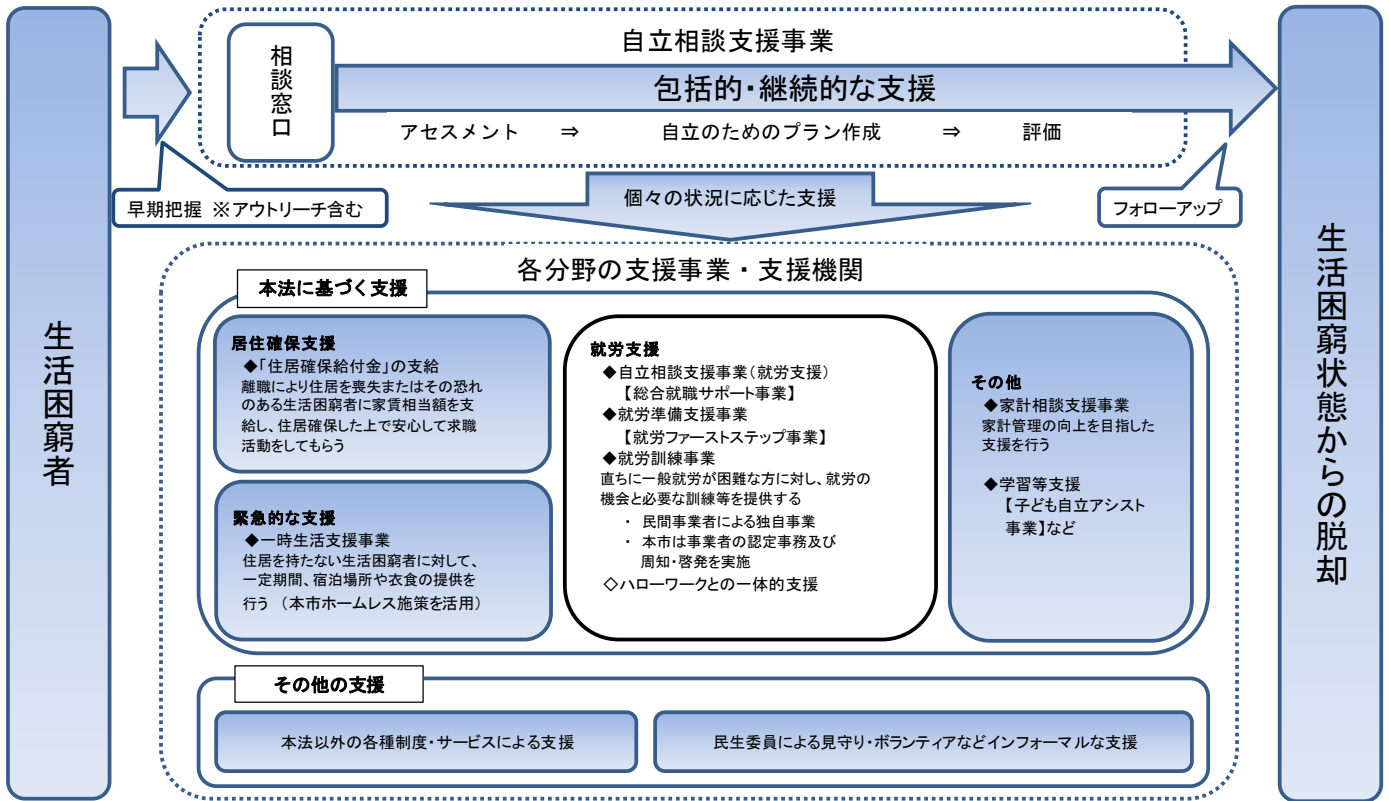 生活困窮者
相談窓口
自立相談支援事業
包括的・継続的な支援
アセスメント ⇒ 自立のためのプラン作成 ⇒ 評価
早期把握 ※アウトリーチ含む
個々の状況に応じた支援
フォローアップ
生活困窮状態からの脱却
各分野の支援事業・支援機関
本法に基づく支援
居住確保支援
◆「住居確保給付金」の支給
離職により住居を喪失またはその恐れ
のある生活困窮者に家賃相当額を支
給し、住居確保した上で安心して求職
活動をしてもらう
緊急的な支援
◆一時生活支援事業
住居を持たない生活困窮者に対して、
一定期間、宿泊場所や衣食の提供を
行う （本市ホームレス施策を活用）
就労支援
◆自立相談支援事業（就労支援）
【総合就職サポート事業】
◆就労準備支援事業
【就労ファーストステップ事業】
◆就労訓練事業
直ちに一般就労が困難な方に対し、就労の
機会と必要な訓練等を提供する
・ 民間事業者による独自事業
・ 本市は事業者の認定事務及び
周知・啓発を実施
◇ハローワークとの一体的支援
その他
◆家計相談支援事業
家計管理の向上を目指した
支援を行う
◆学習等支援
【子ども自立アシスト
事業】など
その他の支援
本法以外の各種制度・サービスによる支援
民生委員による見守り・ボランティアなどインフォーマルな支援